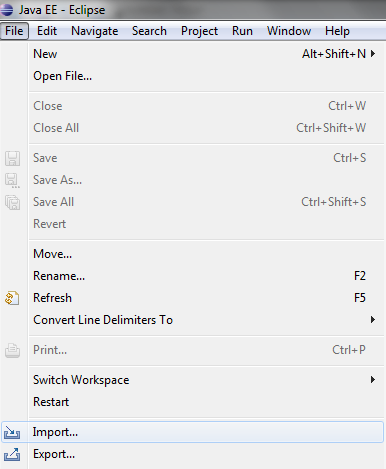 Java EE - Eclipse
File Edit Navigate Search Project Run Window Help
New Alt+Shift+N
Open File...
Close Ctrl+W
Close All Ctrl+Shift+W
Save Ctrl+S
Save As...
Save All Ctrl+Shift+S
Revert
Move...
Rename... F2
Refresh F5
Convert Line Delimiters To
Print... Ctrl+P
Switch Workspace
Restart
Import...
Export...